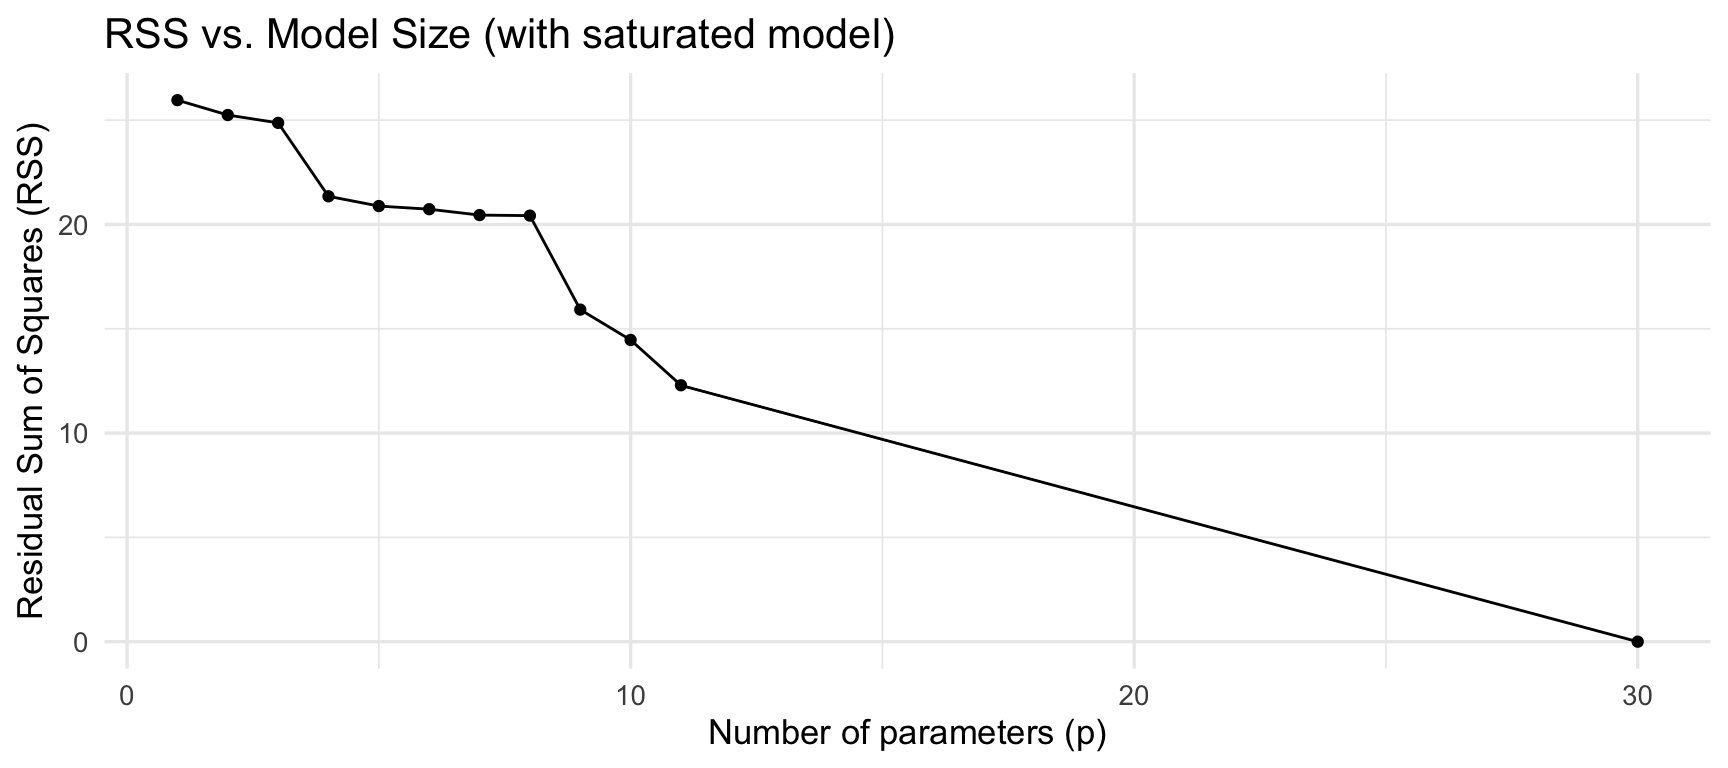 RSS vs. Model Size (with saturated model)
Residual Sum of Squares (RSS)
20
10
0
0 10 20 30
Number of parameters (p)